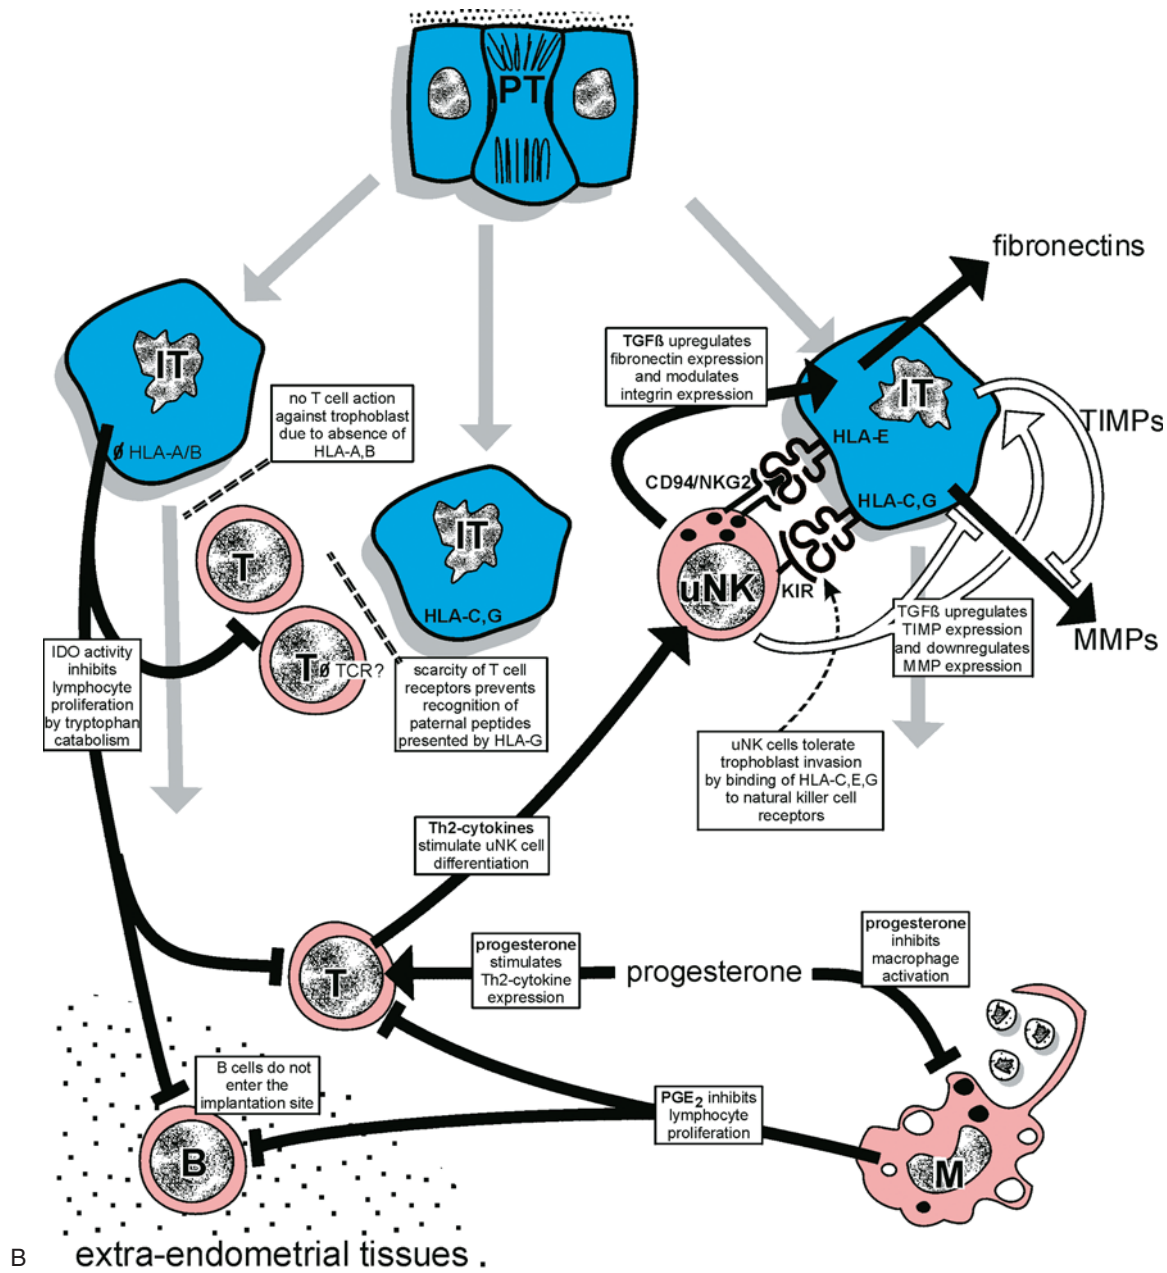 PT
fibronectins
TGFß upregulates
fibronectin expression
and modulates
integrin expression
IT
IT
no T cell action
against trophoblast
due to absence of
HLA-A,B
TIMPs
HLA-E
Ø HLA-A/B
CD94/NKG2
HLA-C,G
IT
T
uNK
KIR
HLA-C,G
TGFß upregulates
TIMP expression
and downregulates
MMP expression
MMPs
IDO activity
inhibits
lymphocyte
proliferation
by tryptophan
catabolism
T Ø TCR?
scarcity of T cell
receptors prevents
recognition of
paternal peptides
presented by HLA-G
uNK cells tolerate
trophoblast invasion
by binding of HLA-C,E,G
to natural killer cell
receptors
Th2-cytokines
stimulate uNK cell
differentiation
T
progesterone
stimulates
Th2-cytokine
expression
progesterone
progesterone
inhibits
macrophage
activation
B cells do not
enter the
implantation site
PGE2 inhibits
lymphocyte
proliferation
B
M
B extra-endometrial tissues .